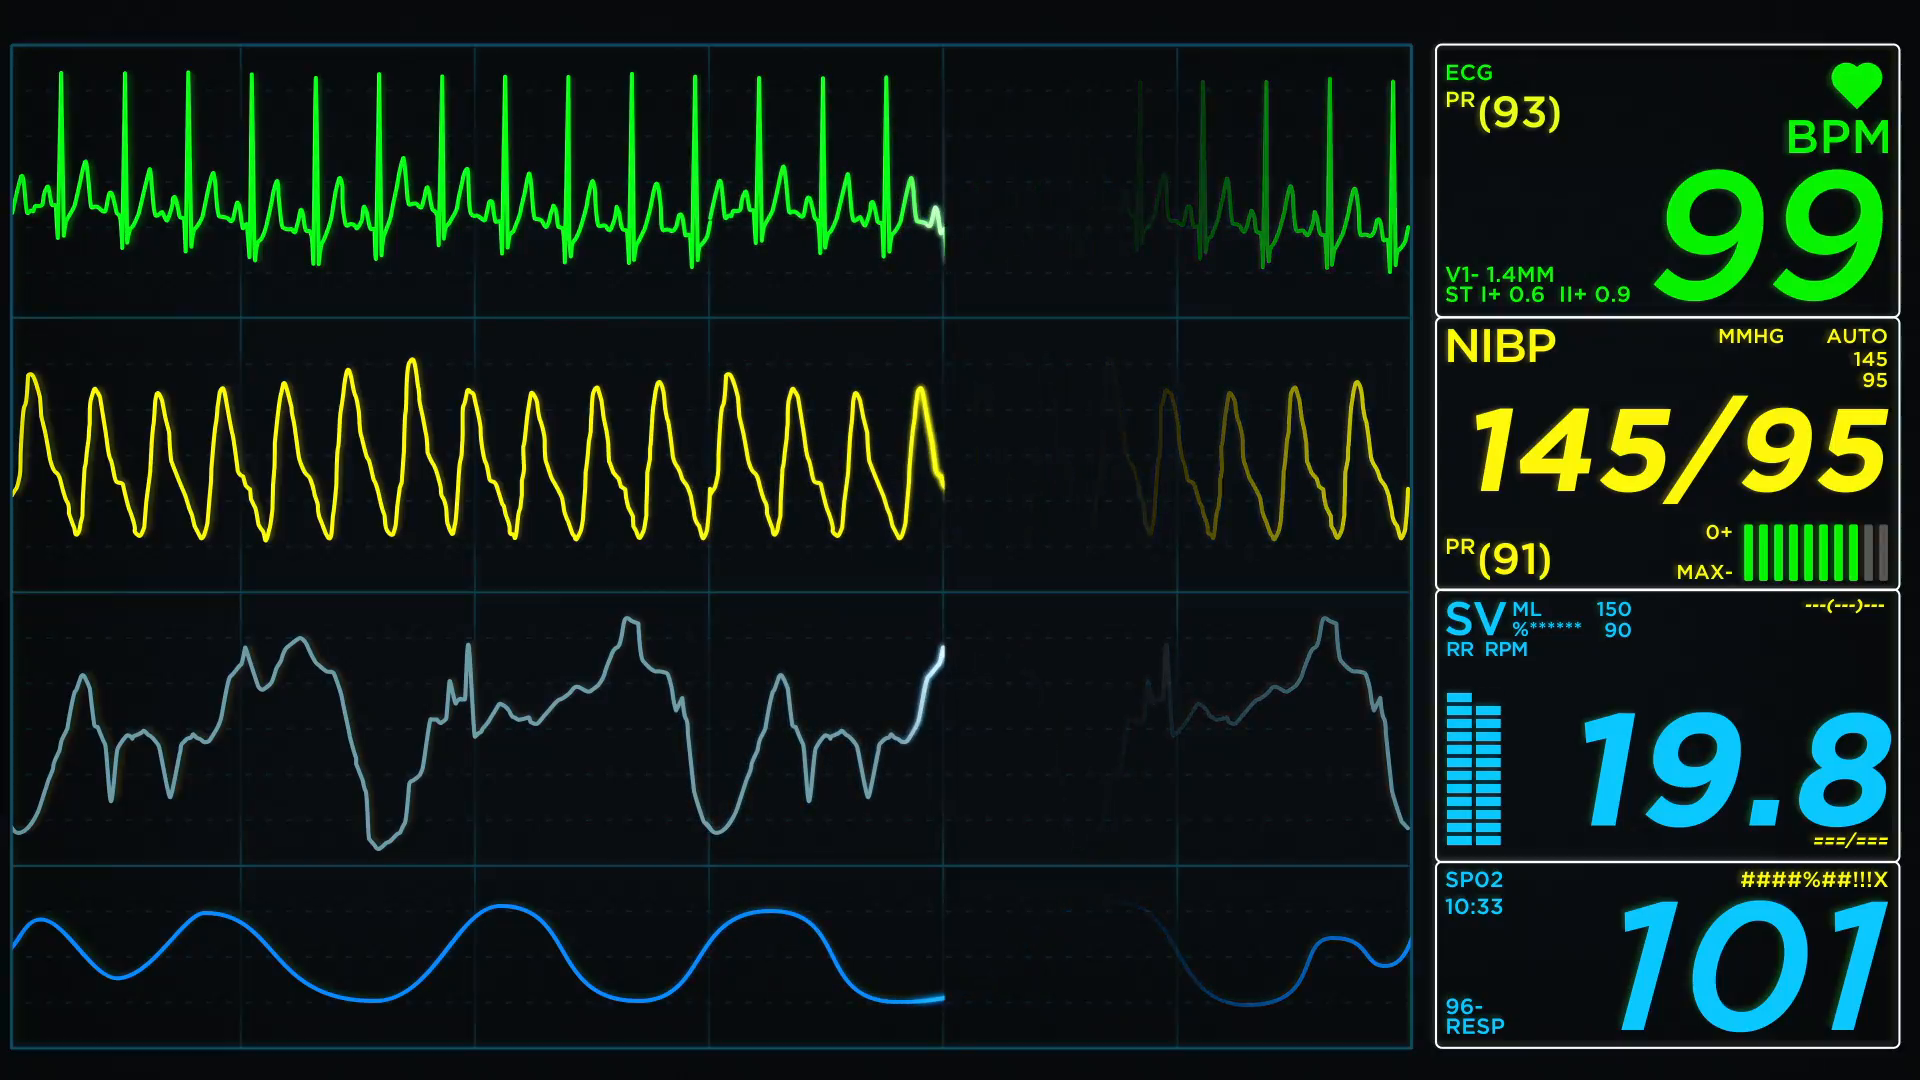 ECG
PR (93)
BPM
99
V1- 1.4MM
ST I+ 0.6 II+ 0.9
NIBP MMHG AUTO
145
95
145/95
PR (91)
0+
MAX-
---(---)---
SV ML 150
%****** 90
RR RPM
19.8
===/===
SPO2 ####%##!!!X
10:33
101
96-
RESP